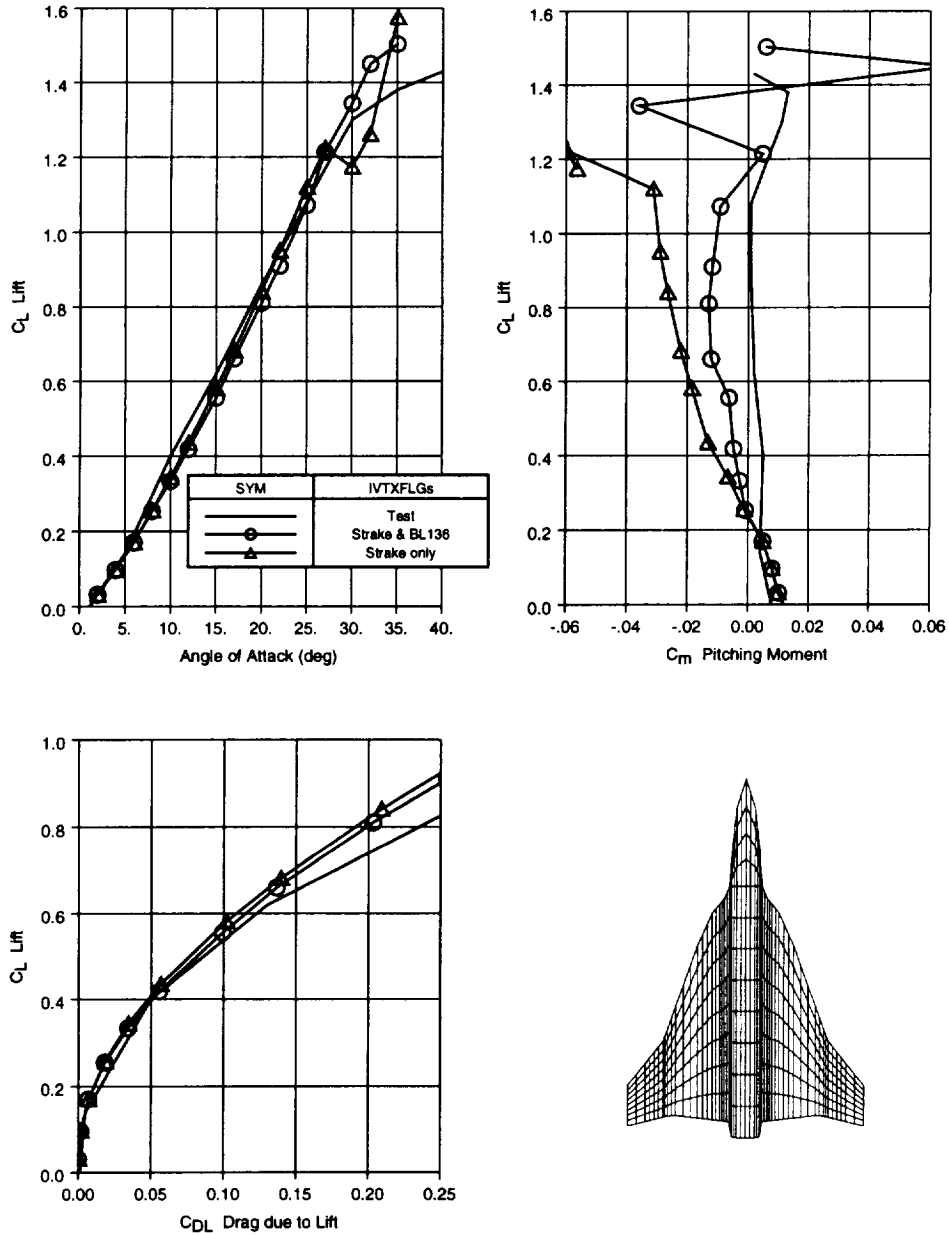 1.6
1.4
1.2
1.0
0.8
0.6
0.4
0.2
0.0
CL Lift
0. 5. 10. 15. 20. 25. 30. 35. 40.
Angle of Attack (deg)
SYM IVTXFLGs
Test
Strake & BL136
Strake only
1.6
1.4
1.2
1.0
0.8
0.6
0.4
0.2
0.0
CL Lift
-.06 -.04 -.02 0.00 0.02 0.04 0.06
Cm Pitching Moment
1.0
0.8
0.6
0.4
0.2
0.0
CL Lift
0.00 0.05 0.10 0.15 0.20 0.25
CDL Drag due to Lift